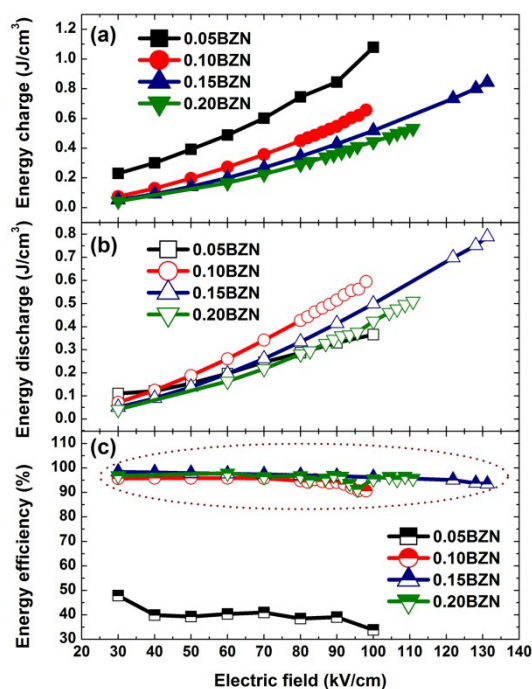 (a)
0.05BZN
0.10BZN
0.15BZN
0.20BZN
Energy charge (J/cm³)
1.2
1.0
0.8
0.6
0.4
0.2
0.0
(b)
0.05BZN
0.10BZN
0.15BZN
0.20BZN
Energy discharge (J/cm³)
0.8
0.7
0.6
0.5
0.4
0.3
0.2
0.1
0.0
(c)
0.05BZN
0.10BZN
0.15BZN
0.20BZN
Energy efficiency (%)
110
100
90
80
70
60
50
40
30
20 30 40 50 60 70 80 90 100 110 120 130 140
Electric field (kV/cm)